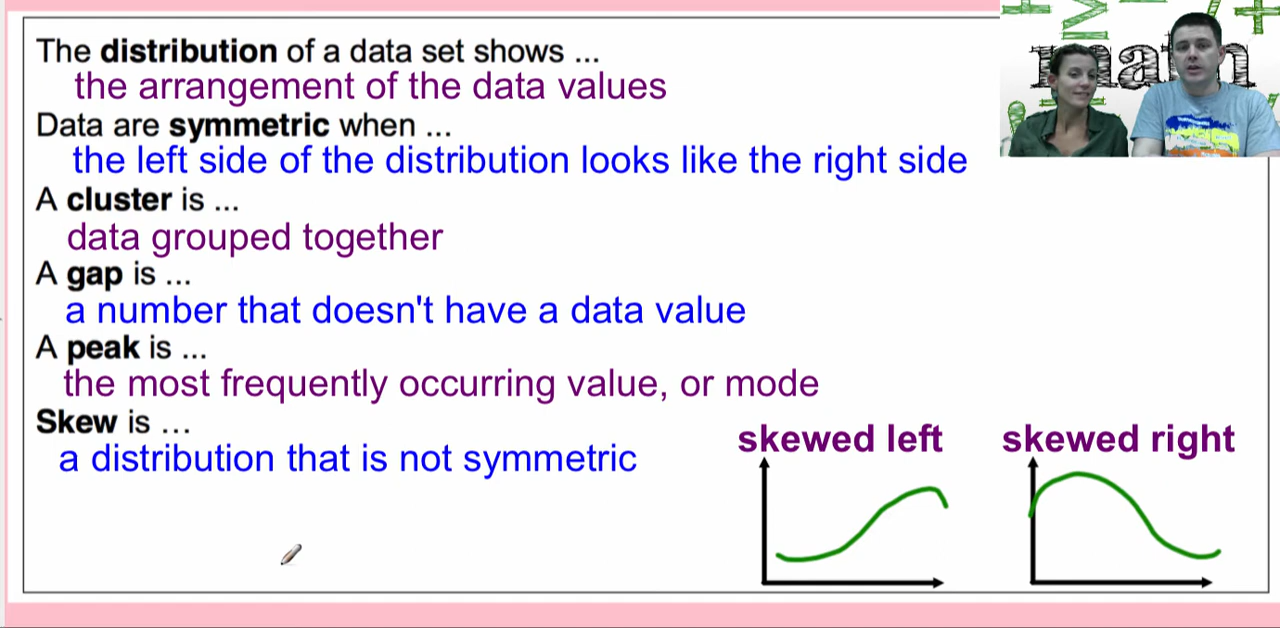 The distribution of a data set shows ...
the arrangement of the data values
Data are symmetric when ...
the left side of the distribution looks like the right side
A cluster is ...
data grouped together
A gap is ...
a number that doesn't have a data value
A peak is ...
the most frequently occurring value, or mode
Skew is ...
a distribution that is not symmetric
skewed left
skewed right
math